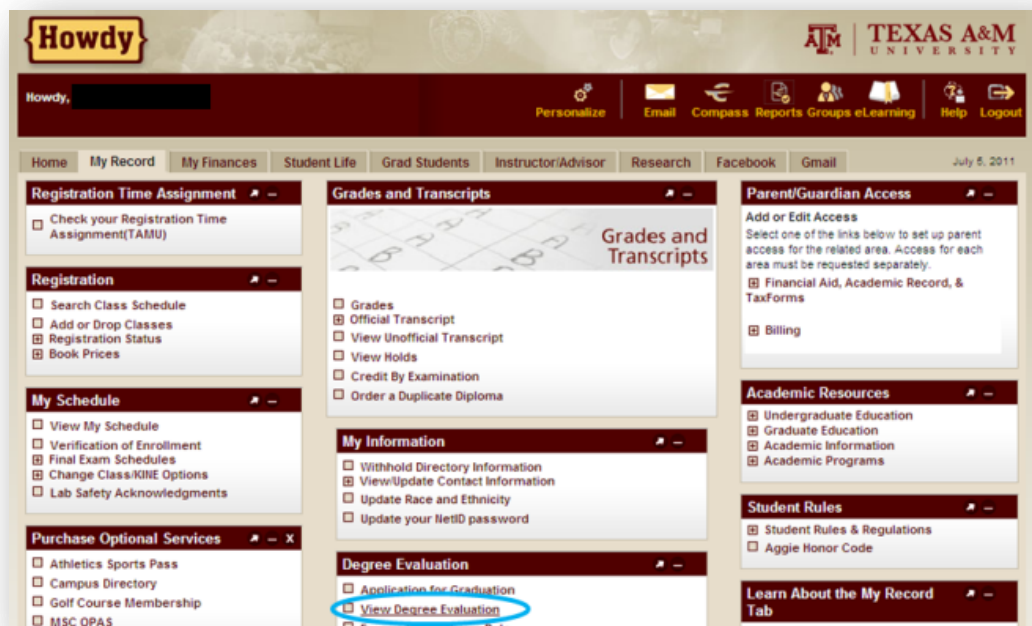 {Howdy}
ATM | TEXAS A&M
UNIVERSITY
Howdy,
Personalize Email Compass Reports Groups eLearning Help Logout
Home My Record My Finances Student Life Grad Students Instructor/Advisor Research Facebook Gmail July 6, 2011
Registration Time Assignment
Check your Registration Time
Assignment(TAMU)
Registration
Search Class Schedule
Add or Drop Classes
Registration Status
Book Prices
My Schedule
View My Schedule
Verification of Enrollment
Final Exam Schedules
Change Class/KINE Options
Lab Safety Acknowledgments
Purchase Optional Services X
Athletics Sports Pass
Campus Directory
Golf Course Membership
MSC OPAS
Grades and Transcripts
Grades and
Transcripts
Grades
Official Transcript
View Unofficial Transcript
View Holds
Credit By Examination
Order a Duplicate Diploma
My Information
Withhold Directory Information
View/Update Contact Information
Update Race and Ethnicity
Update your NetID password
Degree Evaluation
Application for Graduation
View Degree Evaluation
Parent/Guardian Access
Add or Edit Access
Select one of the links below to set up parent
access for the related area. Access for each
area must be requested separately.
Financial Aid, Academic Record, &
TaxForms
Billing
Academic Resources
Undergraduate Education
Graduate Education
Academic Information
Academic Programs
Student Rules
Student Rules & Regulations
Aggie Honor Code
Learn About the My Record
Tab